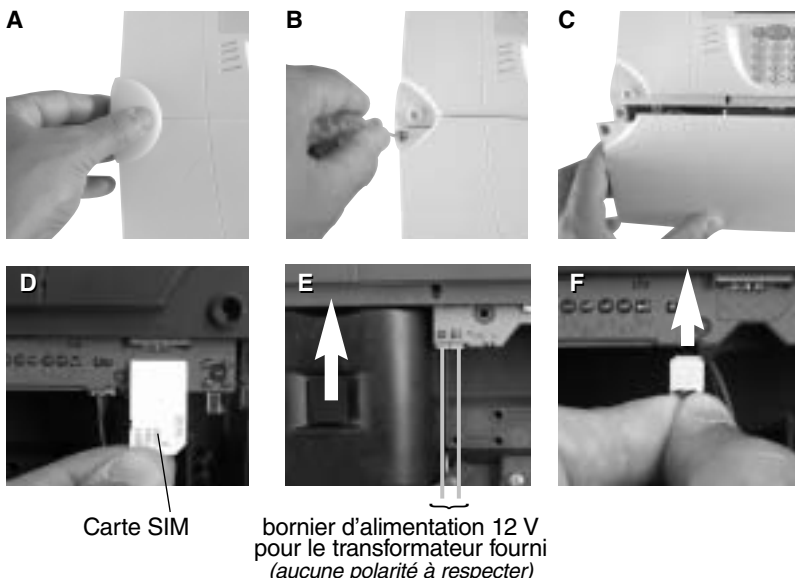 A
B
C
D
E
F
Carte SIM
bornier d'alimentation 12 V
pour le transformateur fourni
(aucune polarité à respecter)